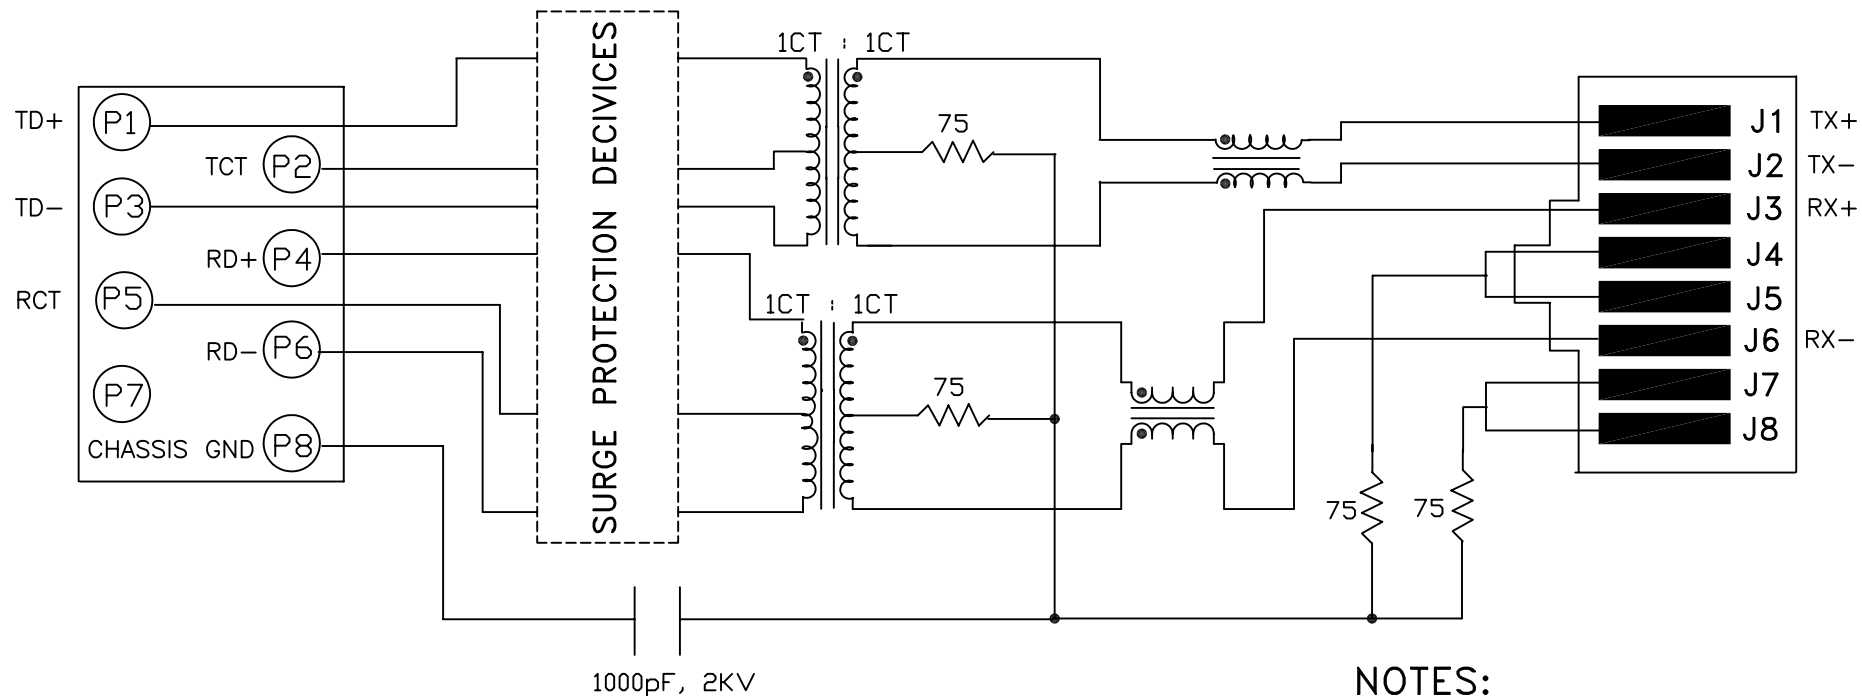 1CT : 1CT
TD+ P1
TCT P2
TD- P3
RD+ P4
RCT P5
RD- P6
P7
CHASSIS GND P8
SURGE PROTECTION DECIVICES
75
1CT : 1CT
75
J1 TX+
J2 TX-
J3 RX+
J4
J5
J6 RX-
J7
J8
75
75
1000pF, 2KV
NOTES: